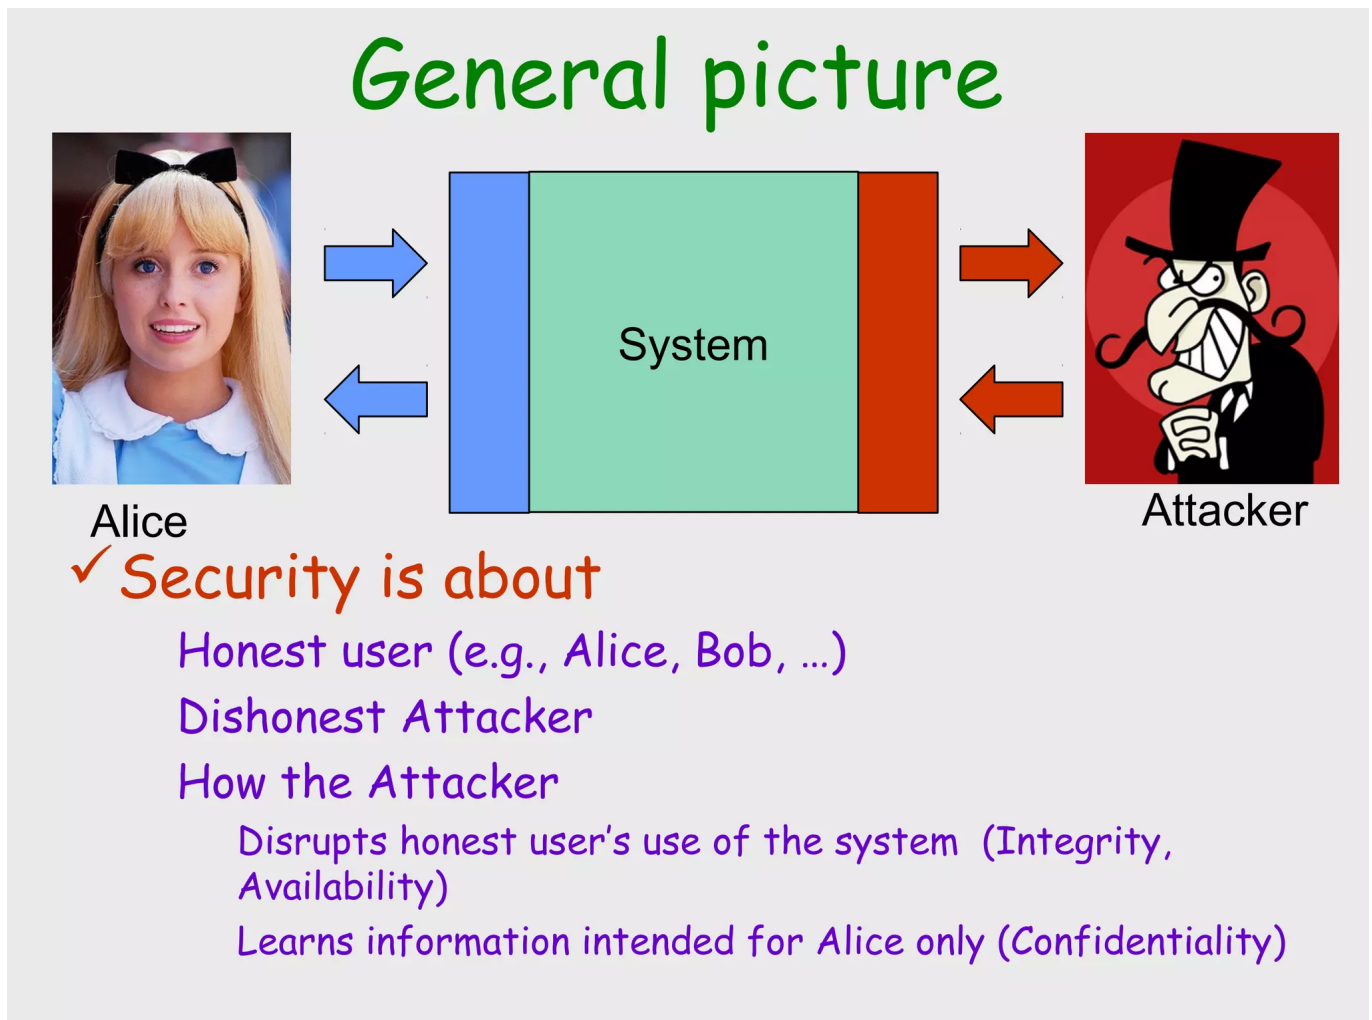 General picture
System
Alice
Attacker
✓Security is about
Honest user (e.g., Alice, Bob, …)
Dishonest Attacker
How the Attacker
Disrupts honest user’s use of the system  (Integrity,
Availability)
Learns information intended for Alice only (Confidentiality)